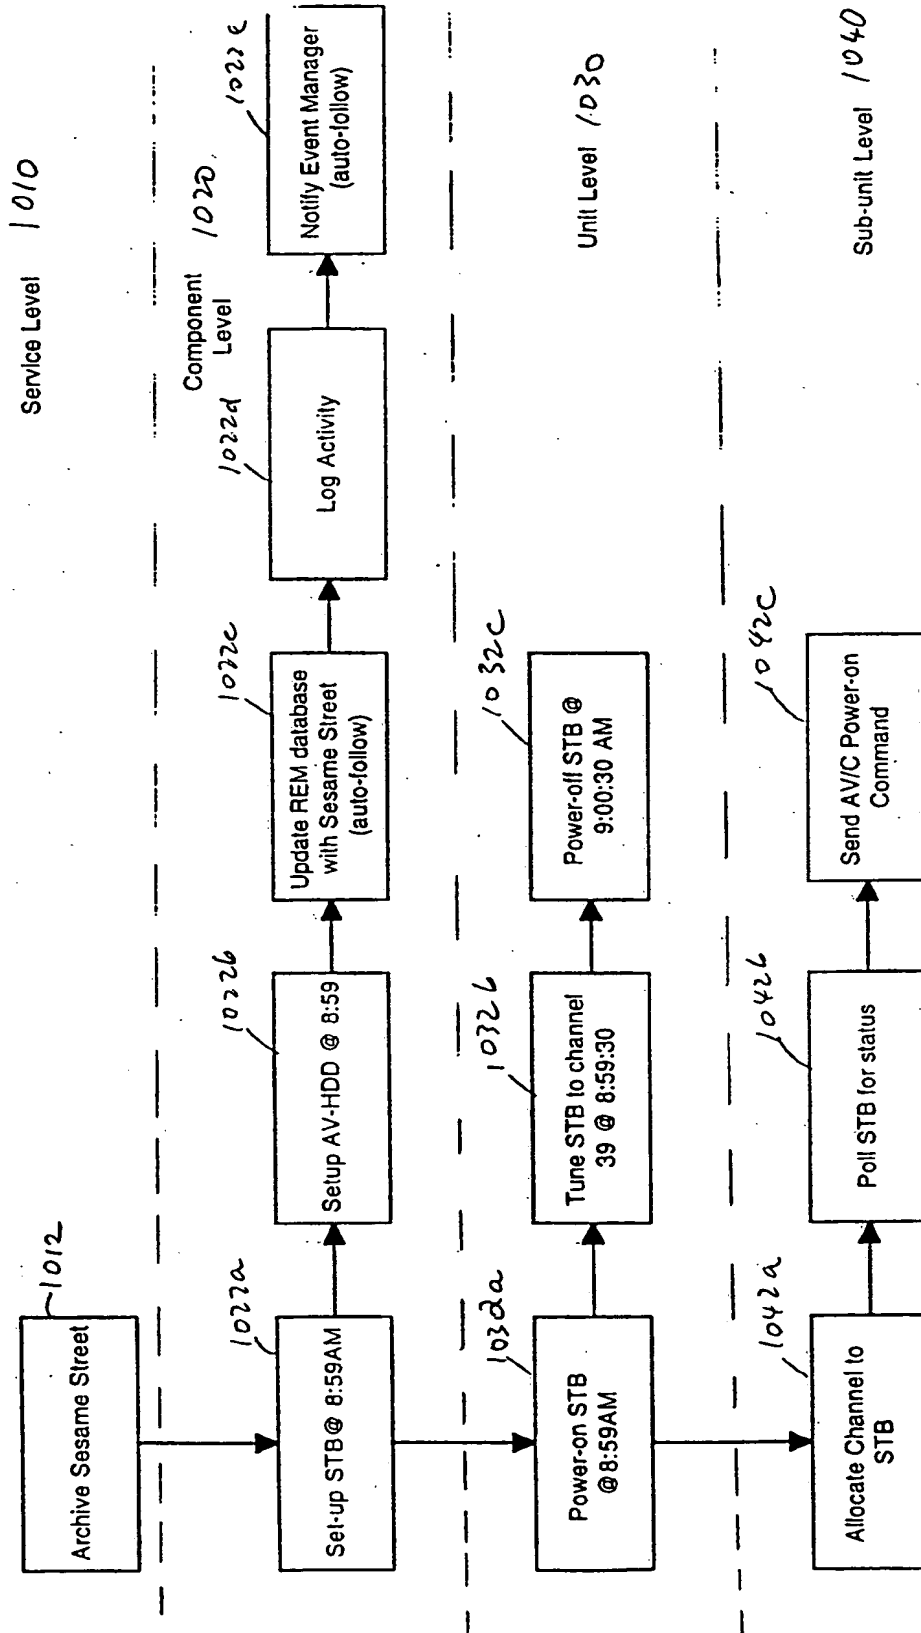 Service Level 1010
Archive Sesame Street
1012
Component
Level
1020
Set-up STB@ 8:59AM
1022a
Setup AV-HDD @ 8:59
1022b
Update REM database
with Sesame Street
(auto-follow)
1022c
Log Activity
1022d
Notify Event Manager
(auto-follow)
1022e
Unit Level 1030
Power-on STB
@8:59AM
1032a
Tune STB to channel
39 @ 8:59:30
1032b
Power-off STB @
9:00:30 AM
1032c
Sub-unit Level 1040
Allocate Channel to
STB
1042a
Poll STB for status
1042b
Send AV/C Power-on
Command
1042c